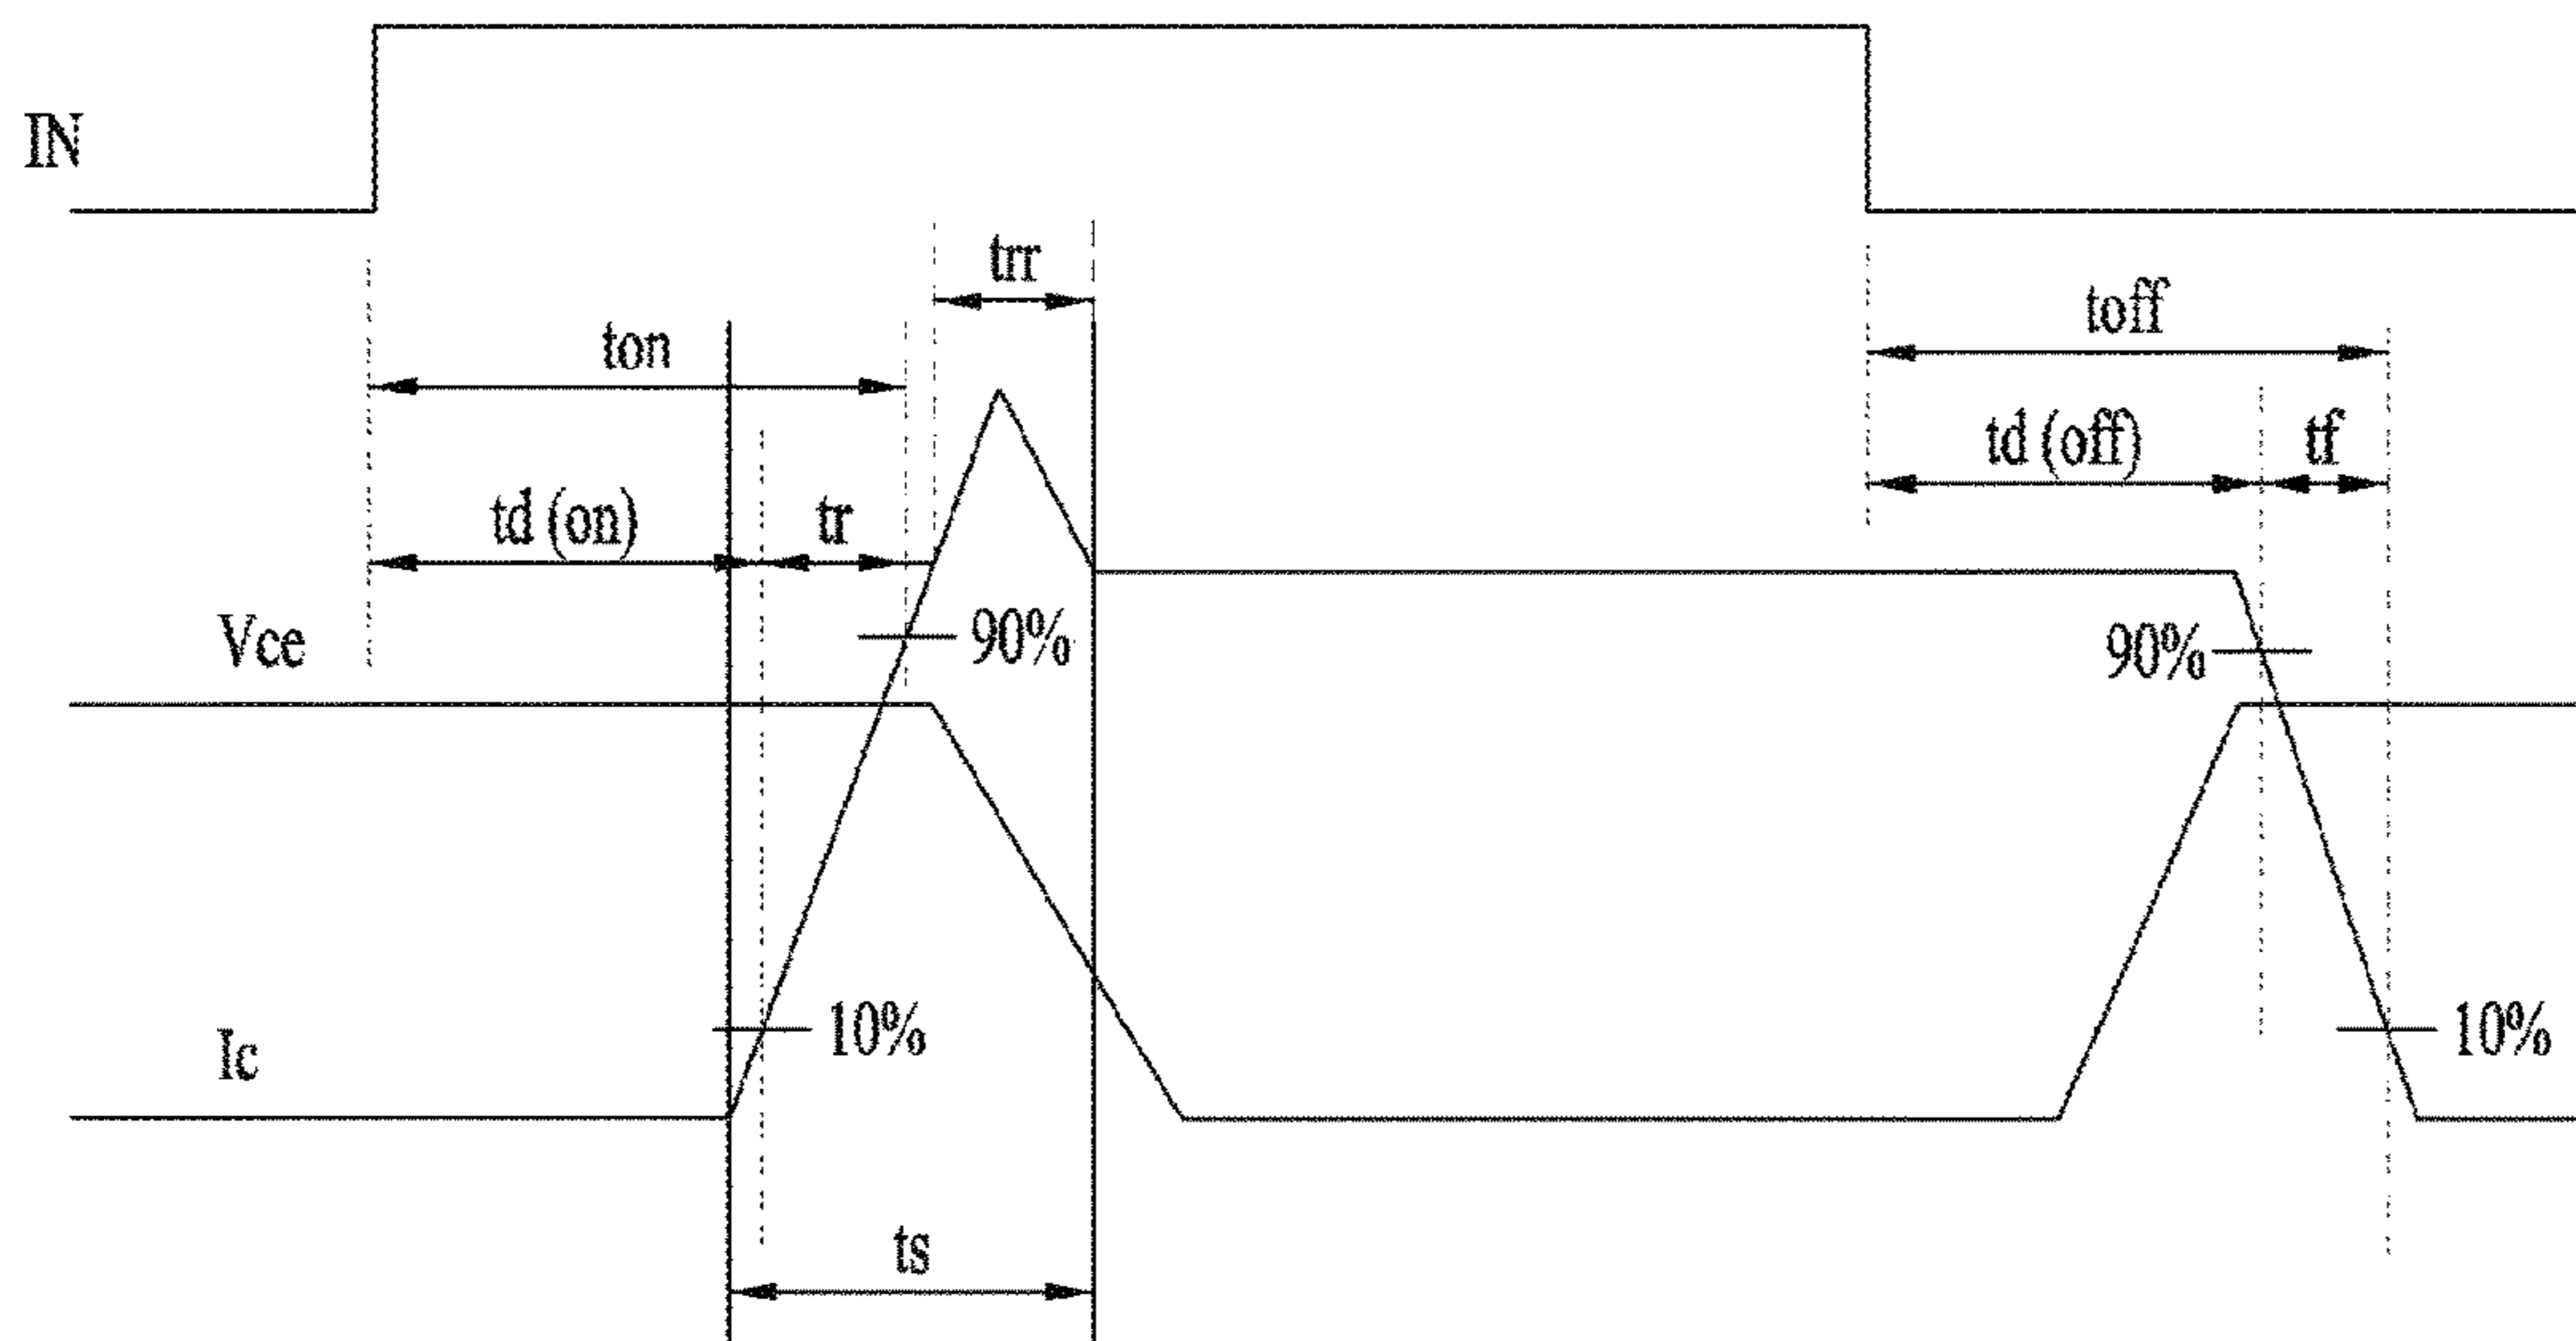 IN
trr
toff
ton
td (off)
tf
td (on)
tr
90%
Vce
90%
10%
Ic
10%
ts